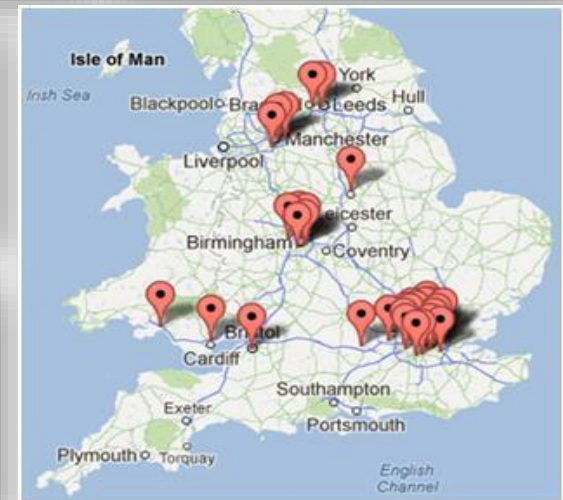 Isle of Man
Irish Sea
York
Blackpool
Leeds
Hull
Manchester
Liverpool
Birmingham
Coventry
Cardiff
Southampton
Portsmouth
Exeter
Plymouth
Torquay
English
Channel